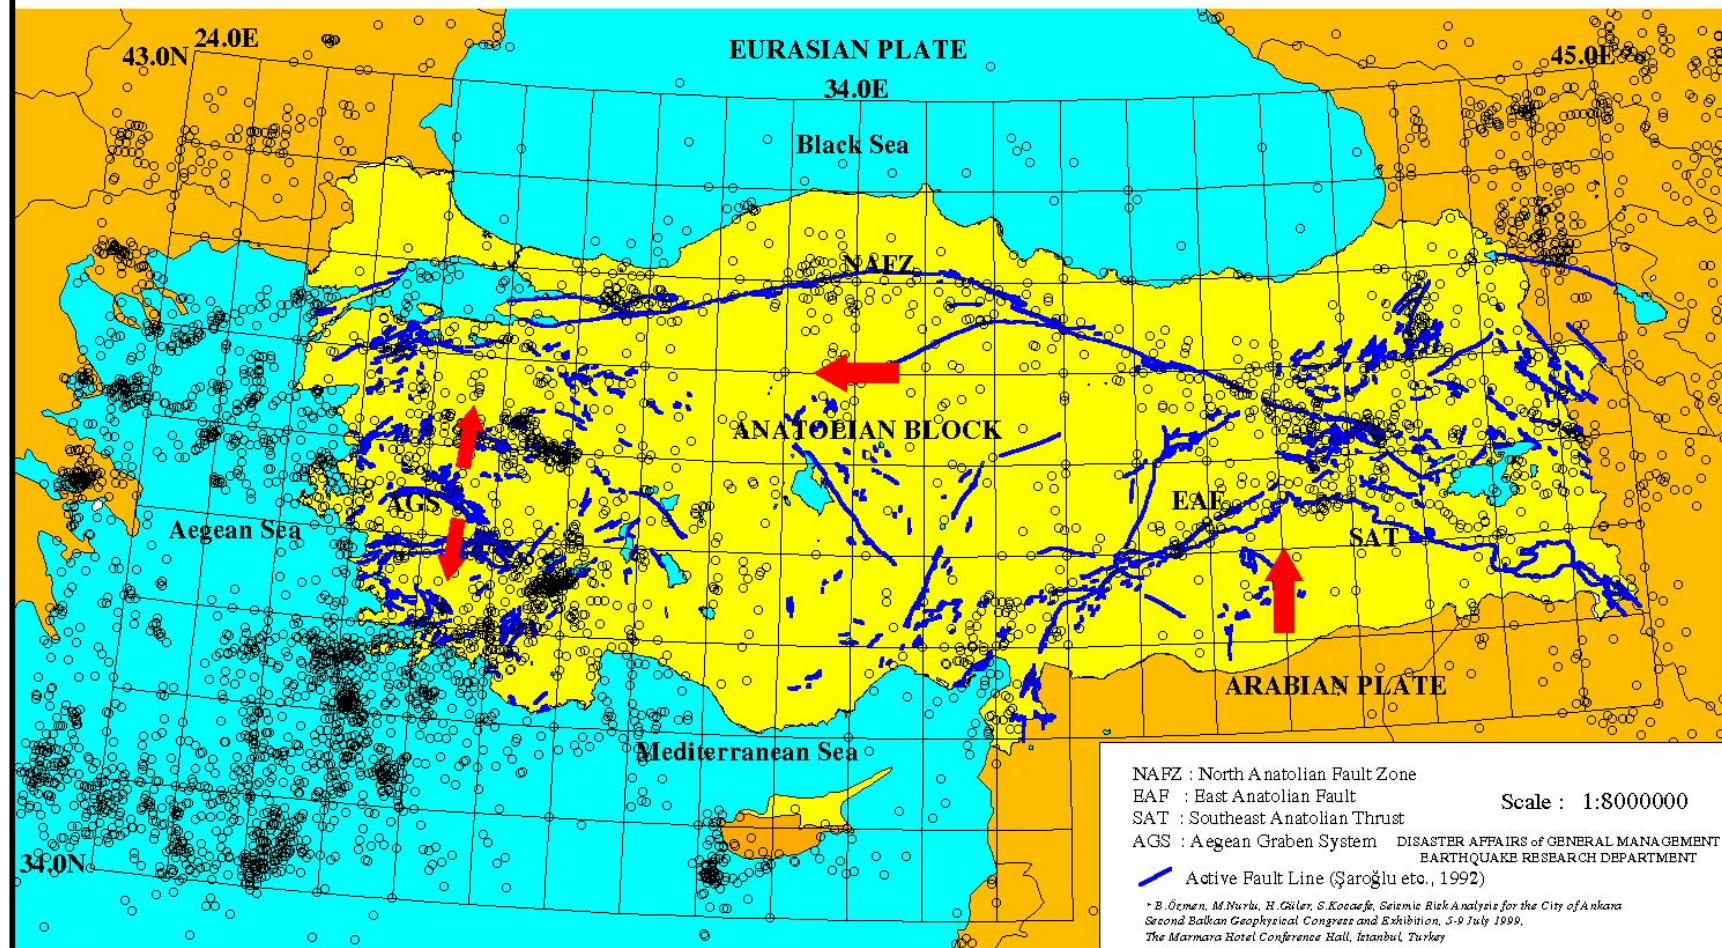 EURASIAN PLATE
24.0E
43.0N
45.0E
34.0E
Black Sea
NAFZ
ANATOLIAN BLOCK
AGS
EAF
Aegean Sea
SAT
ARABIAN PLATE
Mediterranean Sea
34.0N
NAFZ : North Anatolian Fault Zone
EAF : East Anatolian Fault
Scale : 1:8000000
SAT : Southeast Anatolian Thrust
AGS : Aegean Graben System
DISASTER AFFAIRS of GENERAL MANAGEMENT
EARTHQUAKE RESEARCH DEPARTMENT
Active Fault Line (Şaroğlu etc., 1992)
* B.Özmen, M.Nurlu, H.Güler, S.Kocaefe, Seismic Risk Analysis for the City of Ankara
Second Balkan Geophysical Congress and Exhibition, 5-9 July 1999,
The Marmara Hotel Conference Hall, İstanbul, Turkey